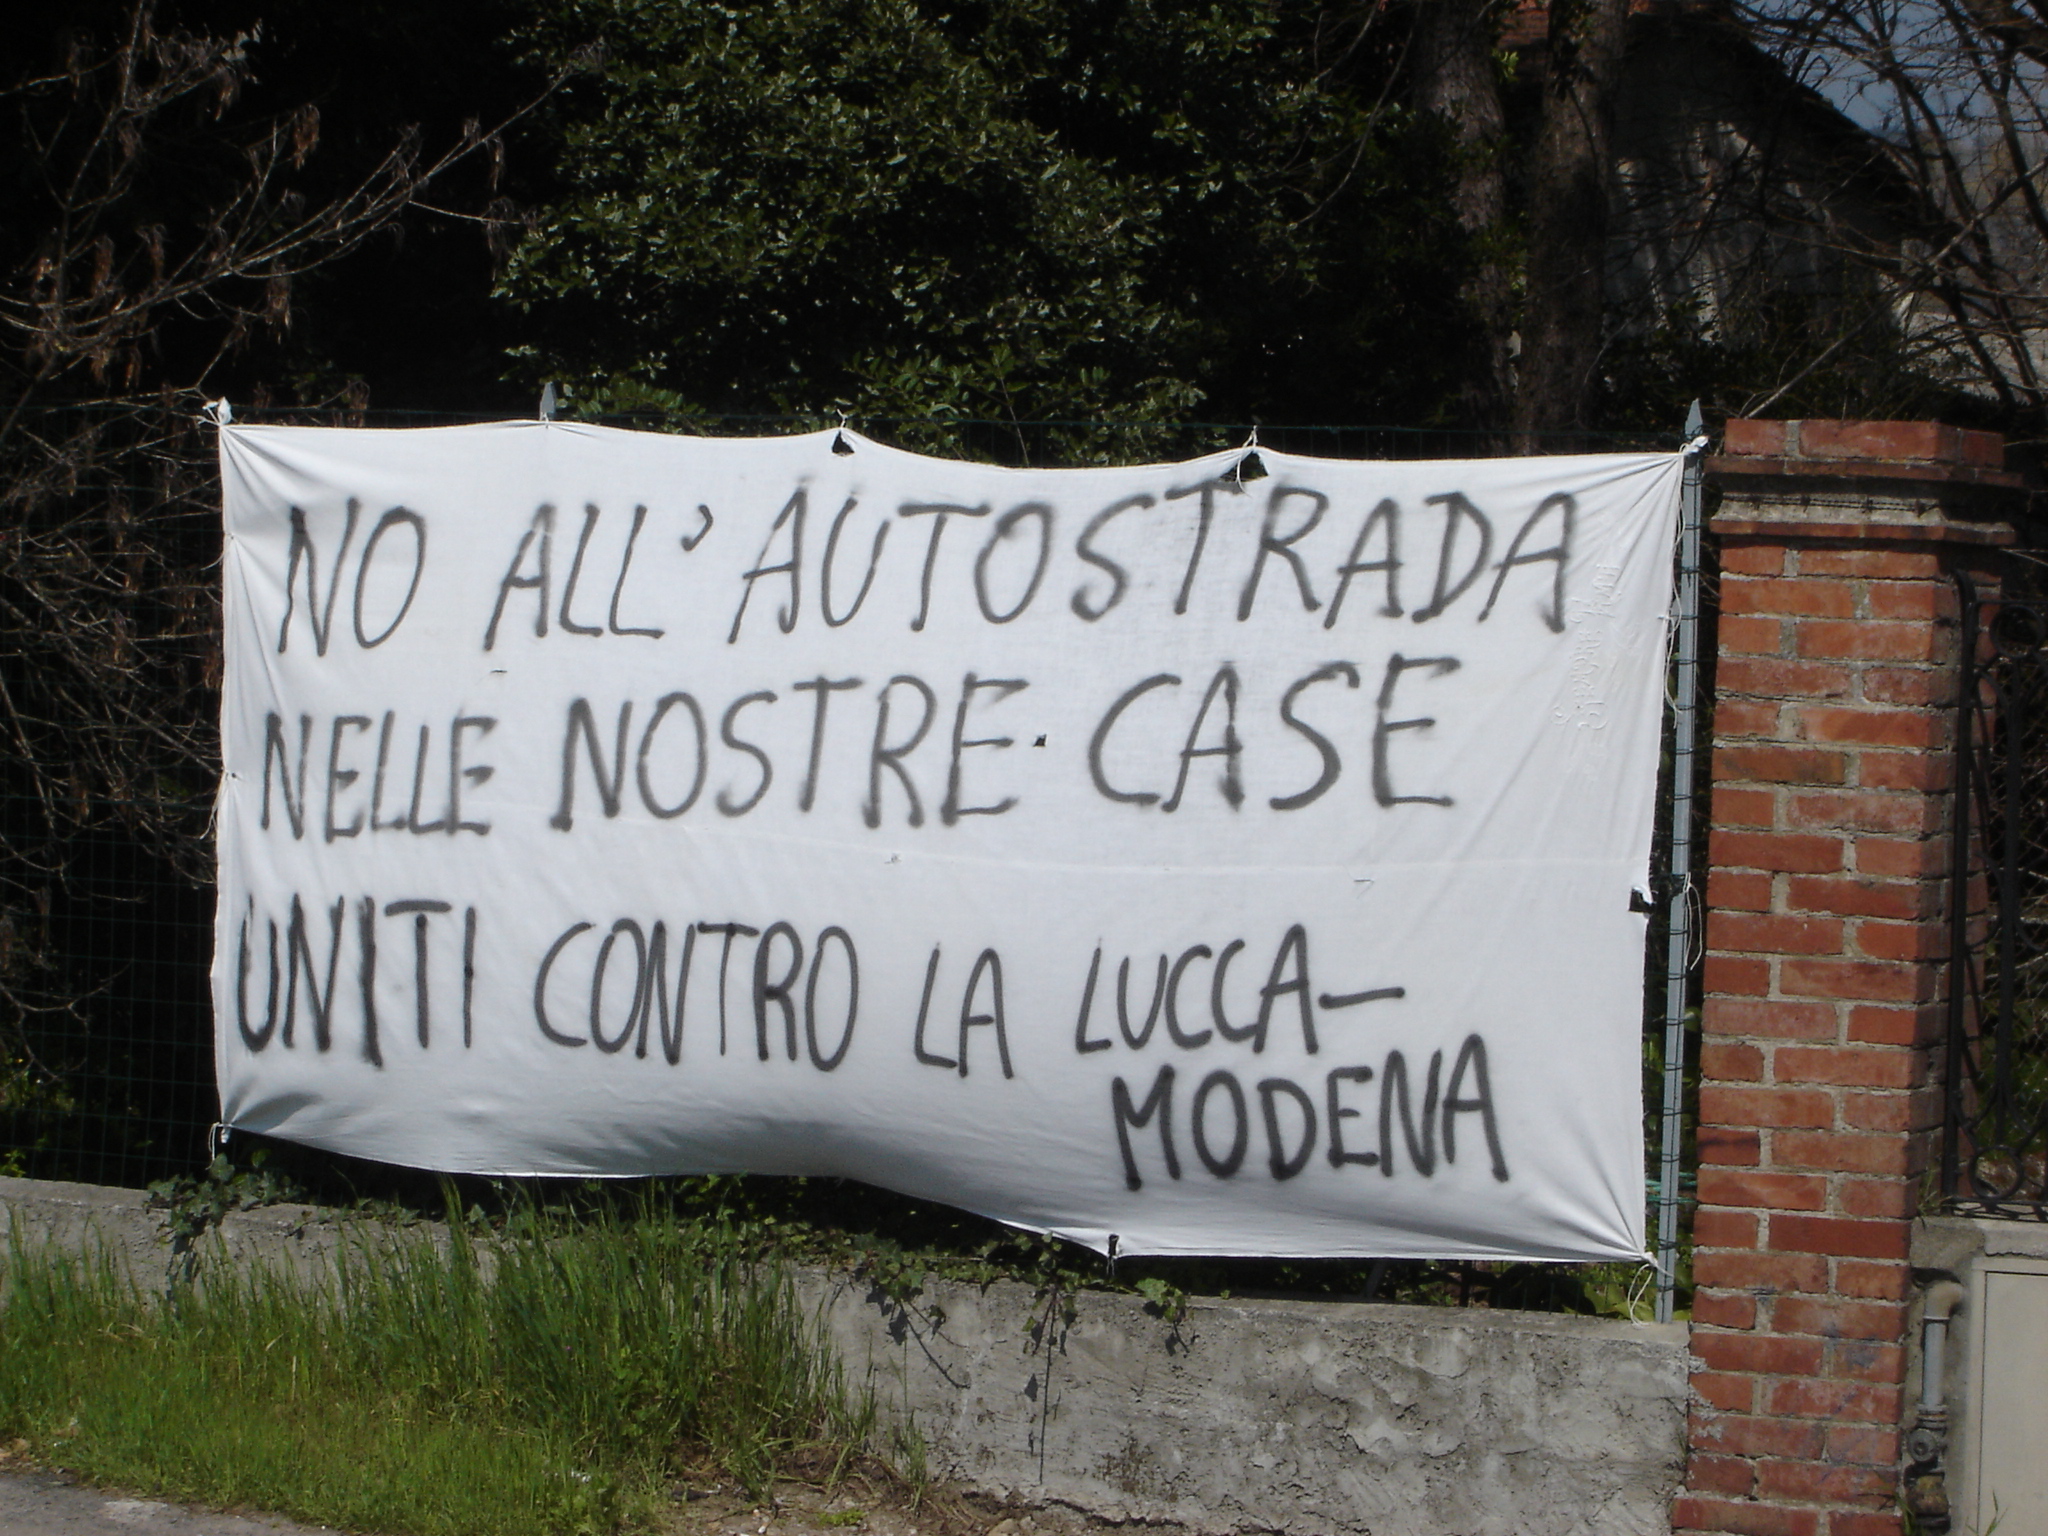 NO ALL'AUTOSTRADA
NELLE NOSTRE CASE
UNITI CONTRO LA LUCCA-
MODENA